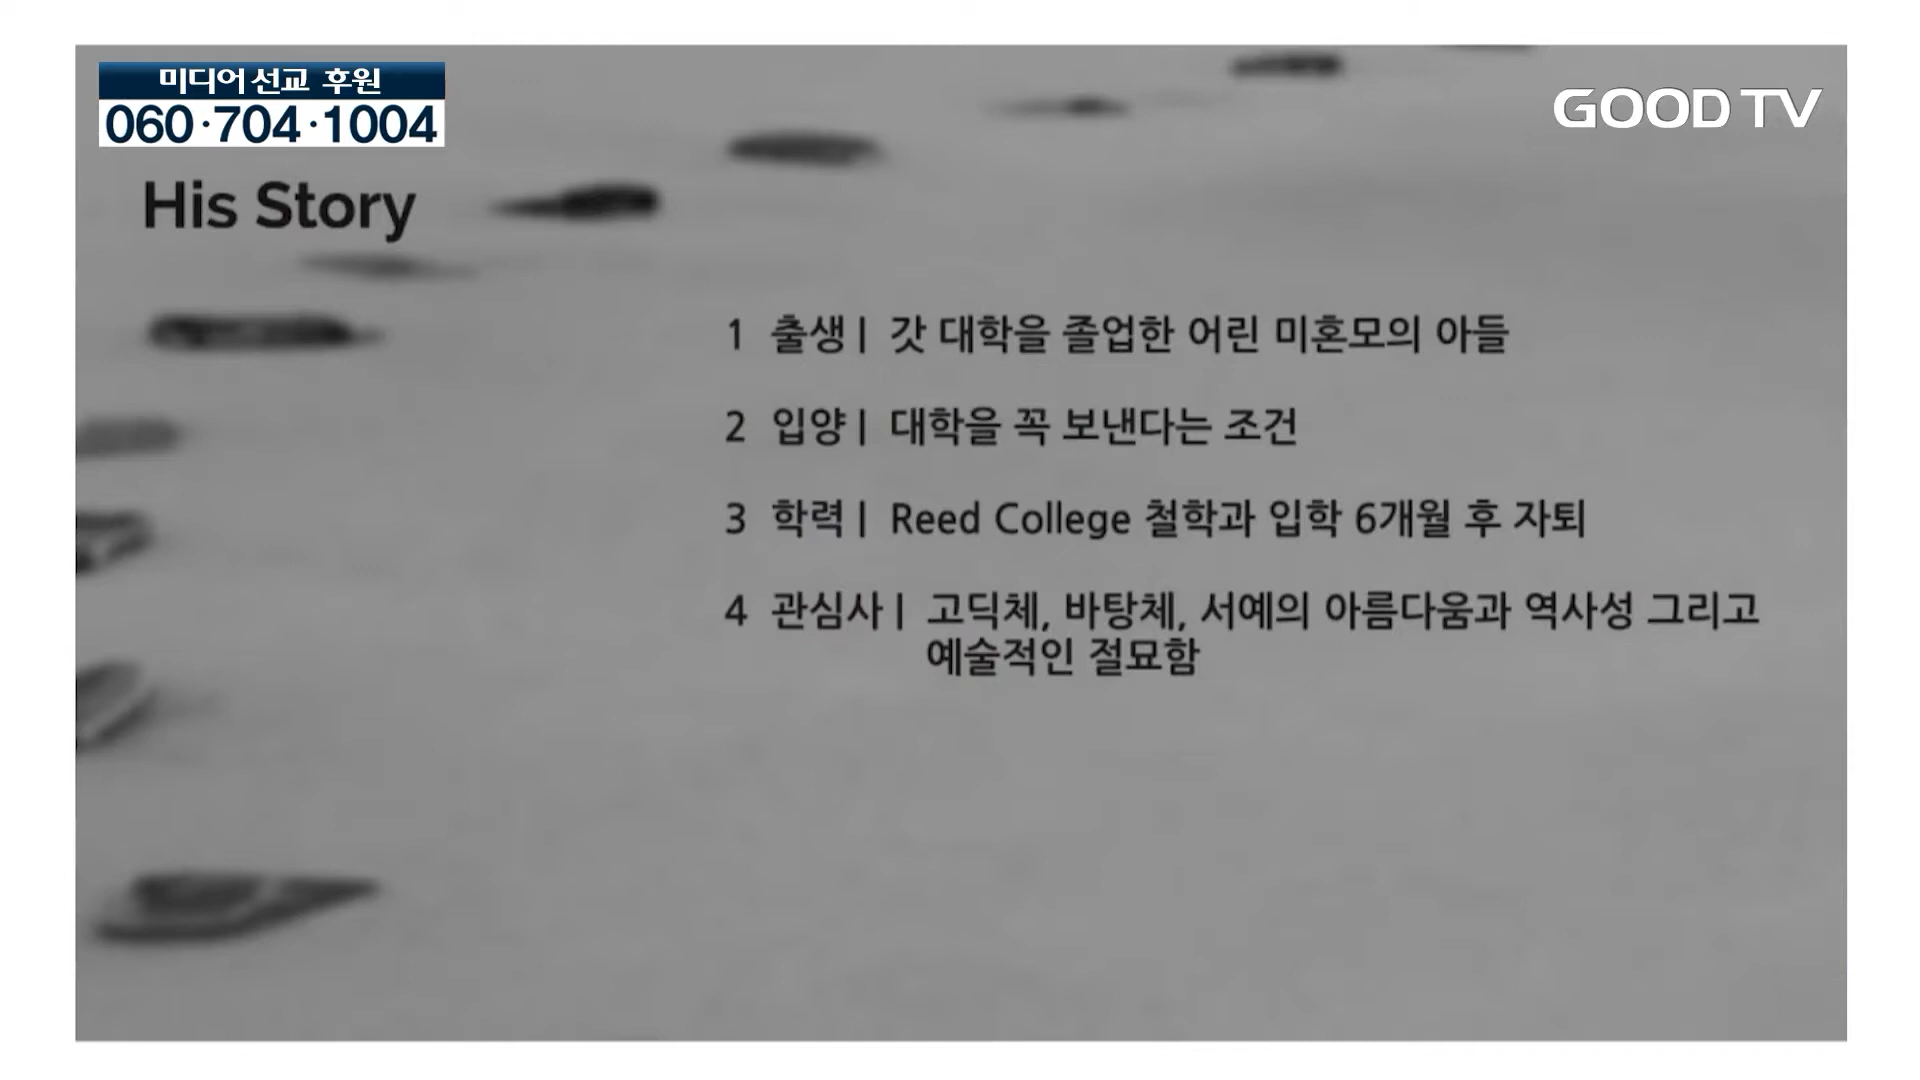 미디어선교 후원
060·704·1004
GOOD TV
His Story
1 출생 | 갓 대학을 졸업한 어린 미혼모의 아들
2 입양 | 대학을 꼭 보낸다는 조건
3 학력 | Reed College 철학과 입학 6개월 후 자퇴
4 관심사 | 고딕체, 바탕체, 서예의 아름다움과 역사성 그리고
예술적인 절묘함